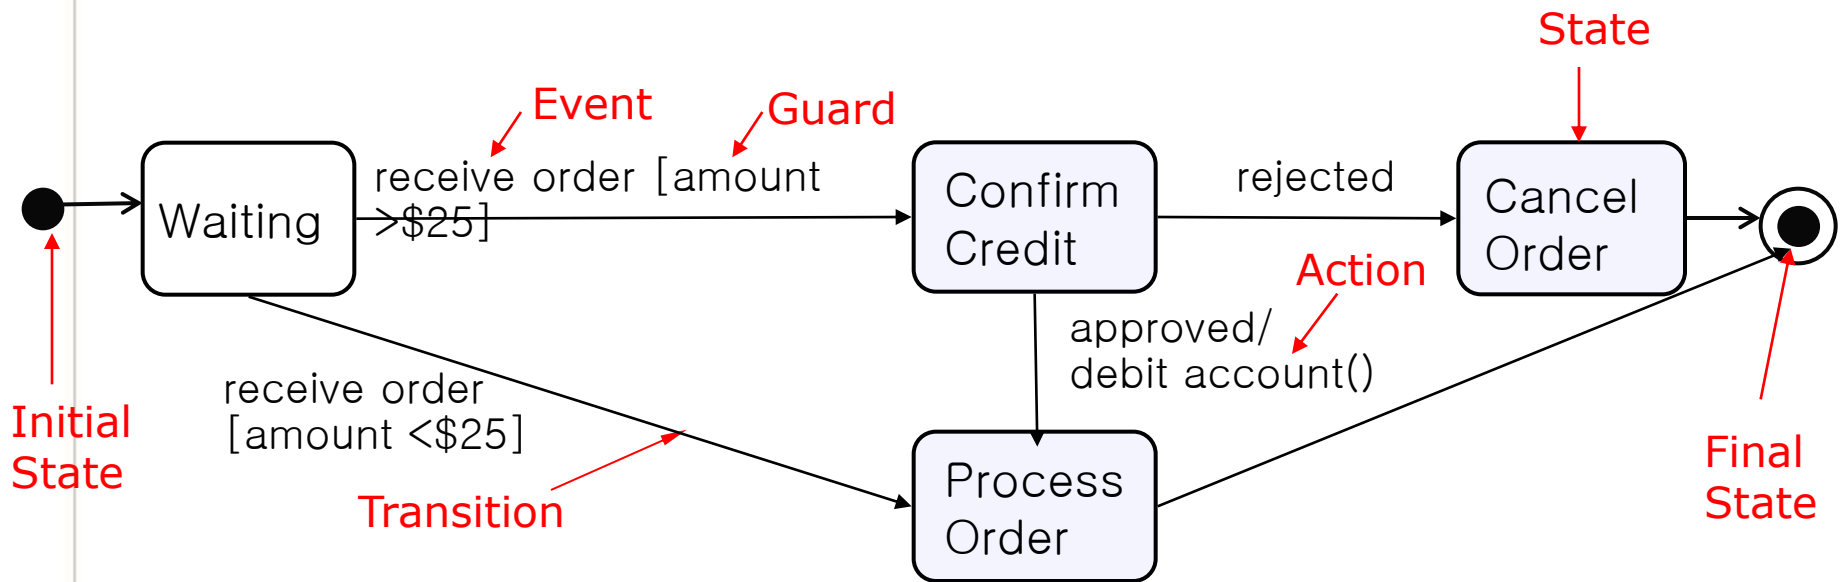 State
Event
Guard
receive order [amount
>$25]
Waiting
Confirm
Credit
rejected
Cancel
Order
Action
approved/
debit account()
receive order
[amount <$25]
Initial
State
Transition
Process
Order
Final
State